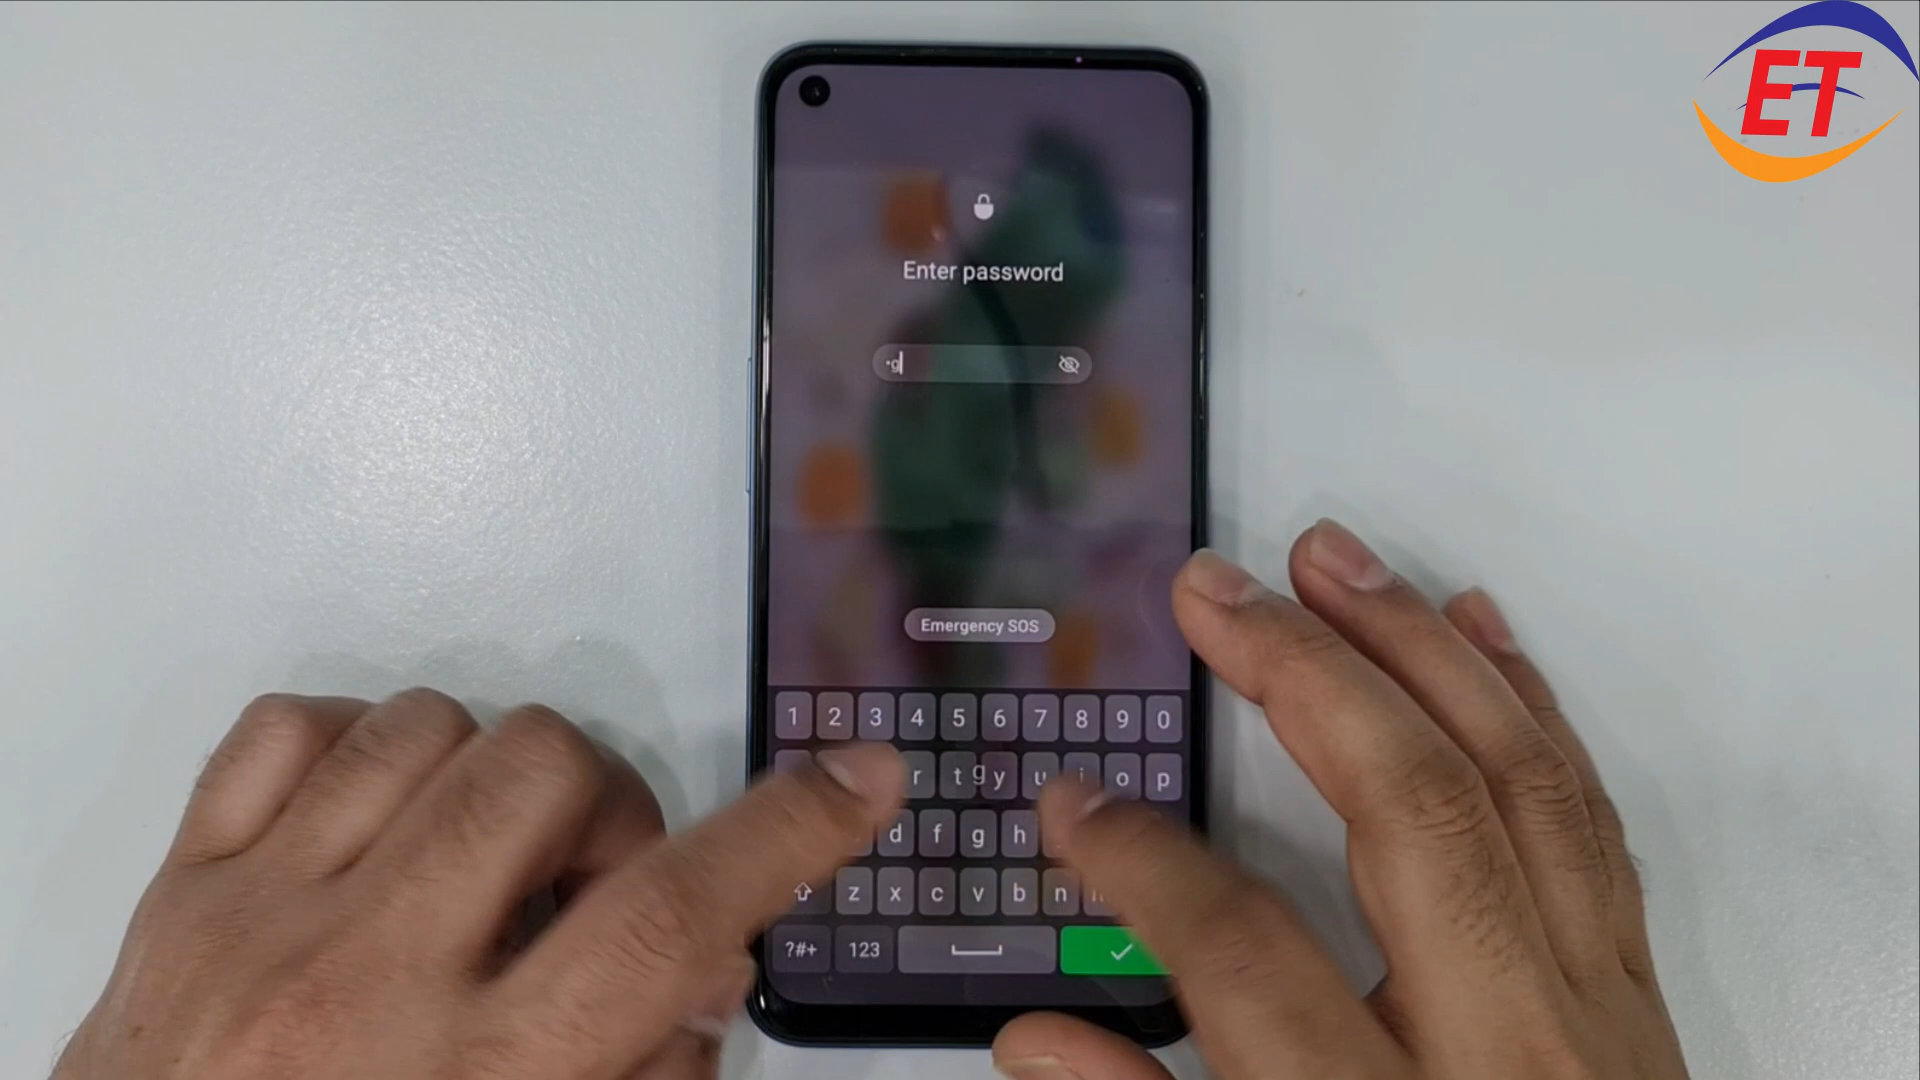 ET
Enter password
·g
Emergency SOS
1 2 3 4 5 6 7 8 9 0
r t g y u i o p
d f g h
z x c v b n
?#+ 123